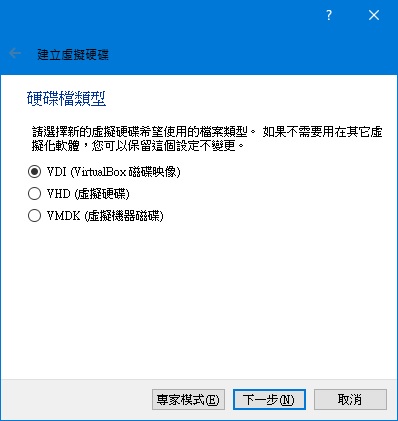 ?
建立虛擬硬碟
硬碟檔類型
請選擇新的虛擬硬碟希望使用的檔案類型。 如果不需要用在其它虛
擬化軟體，您可以保留這個設定不變更。
VDI (VirtualBox 磁碟映像)
VHD (虛擬硬碟)
VMDK (虛擬機器磁碟)
專家模式(E) 下一步(N) 取消